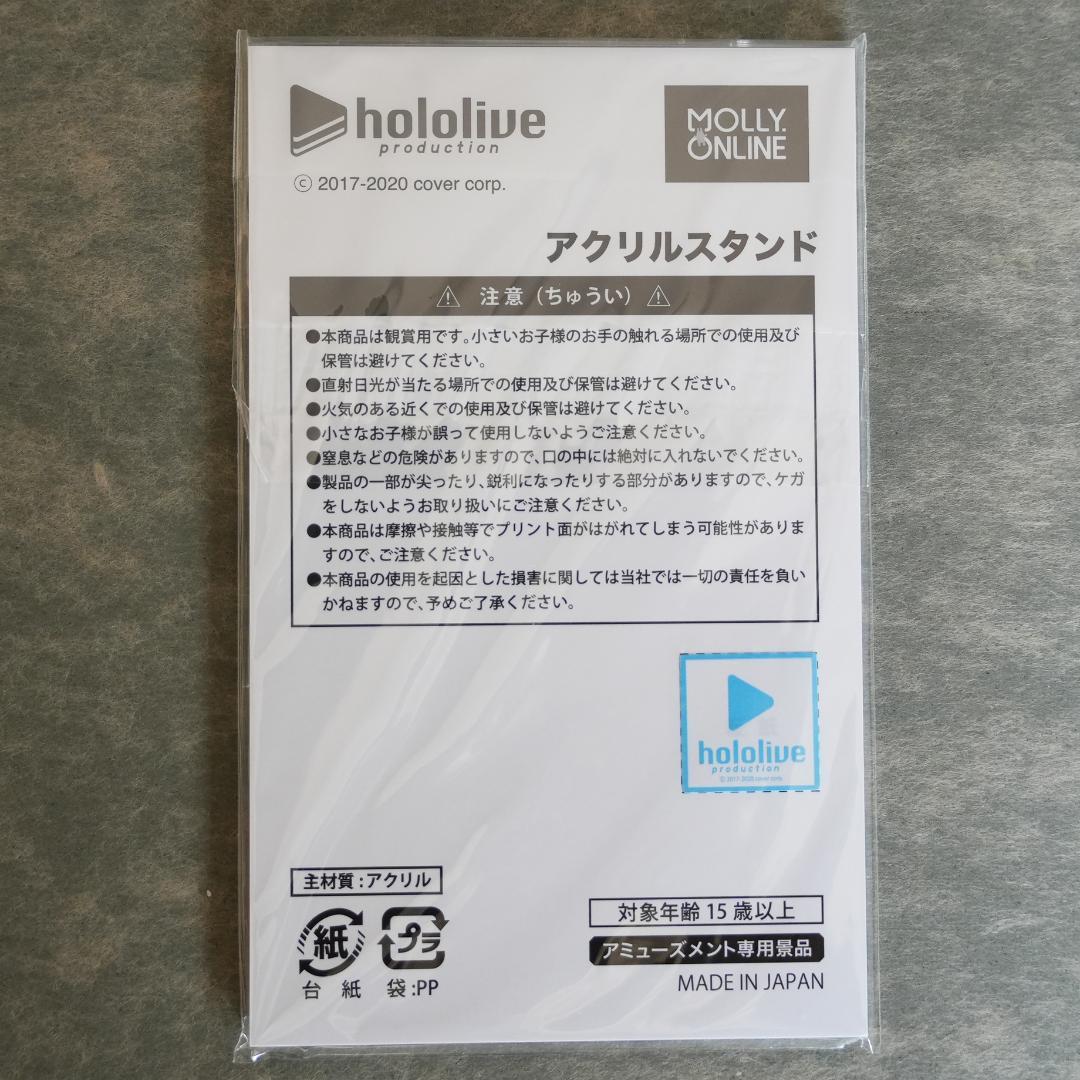 hololive
production
© 2017-2020 cover corp.
MOLLY.
ONLINE
アクリルスタンド
⚠ 注意（ちゅうい）⚠
●本商品は観賞用です。小さいお子様のお手の触れる場所での使用及び
保管は避けてください。
●直射日光が当たる場所での使用及び保管は避けてください。
●火気のある近くでの使用及び保管は避けてください。
●小さなお子様が誤って使用しないようご注意ください。
●窒息などの危険がありますので、口の中には絶対に入れないでください。
●製品の一部が尖ったり、鋭利になったりする部分がありますので、ケガ
をしないようお取り扱いにご注意ください。
●本商品は摩擦や接触等でプリント面がはがれてしまう可能性がありま
すので、ご注意ください。
●本商品の使用を起因とした損害に関しては当社では一切の責任を負い
かねますので、予めご了承ください。
hololive
production
© 2017-2020 cover corp.
主材質:アクリル
紙
プラ
台 紙 袋:PP
対象年齢15歳以上
アミューズメント専用景品
MADE IN JAPAN